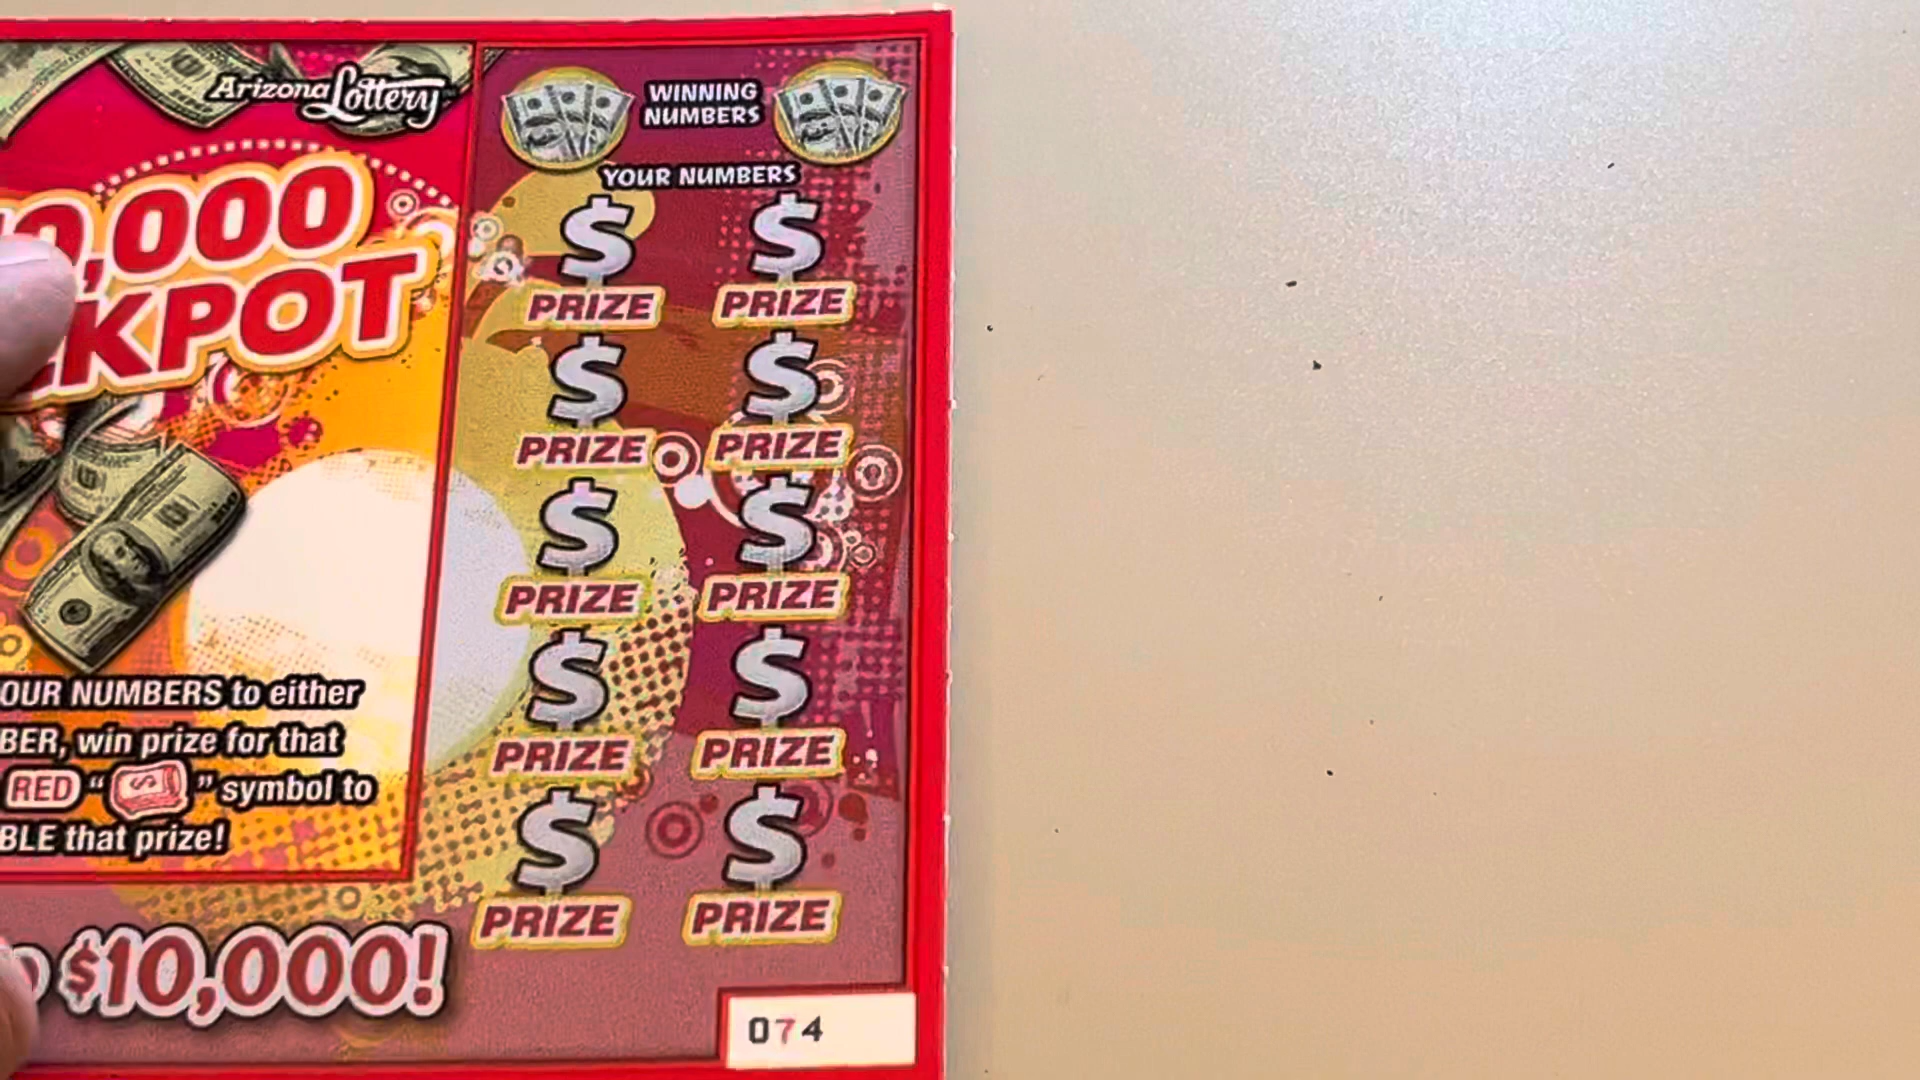 Arizona Lottery
0,000
KPOT
OUR NUMBERS to either
BER, win prize for that
RED “$” symbol to
BLE that prize!
$10,000!
WINNING
NUMBERS
YOUR NUMBERS
$ $
PRIZE PRIZE
$ $
PRIZE PRIZE
$ $
PRIZE PRIZE
$ $
PRIZE PRIZE
$ $
PRIZE PRIZE
074